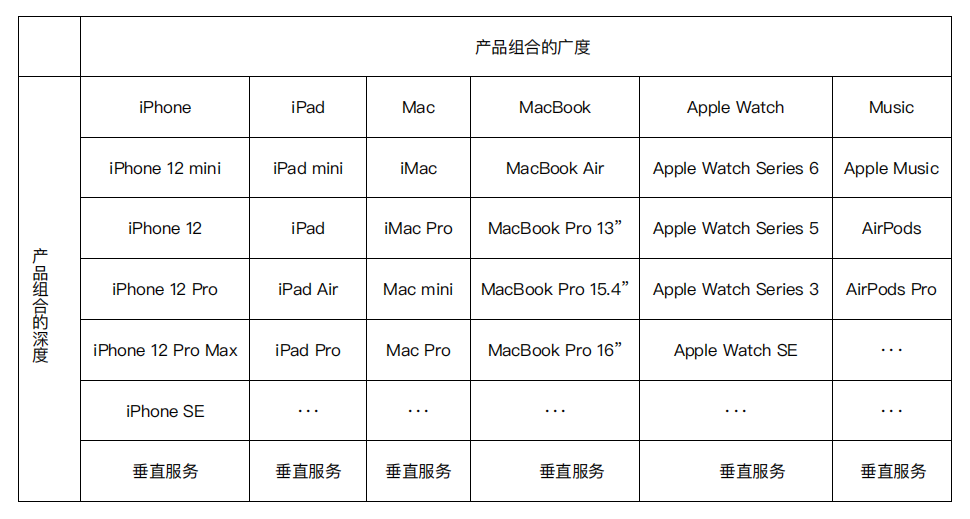 产品组合的广度
产品组合的深度
iPhone iPad Mac MacBook Apple Watch Music
iPhone 12 mini iPad mini iMac MacBook Air Apple Watch Series 6 Apple Music
iPhone 12 iPad iMac Pro MacBook Pro 13” Apple Watch Series 5 AirPods
iPhone 12 Pro iPad Air Mac mini MacBook Pro 15.4” Apple Watch Series 3 AirPods Pro
iPhone 12 Pro Max iPad Pro Mac Pro MacBook Pro 16” Apple Watch SE ···
iPhone SE ··· ··· ··· ··· ···
垂直服务 垂直服务 垂直服务 垂直服务 垂直服务 垂直服务